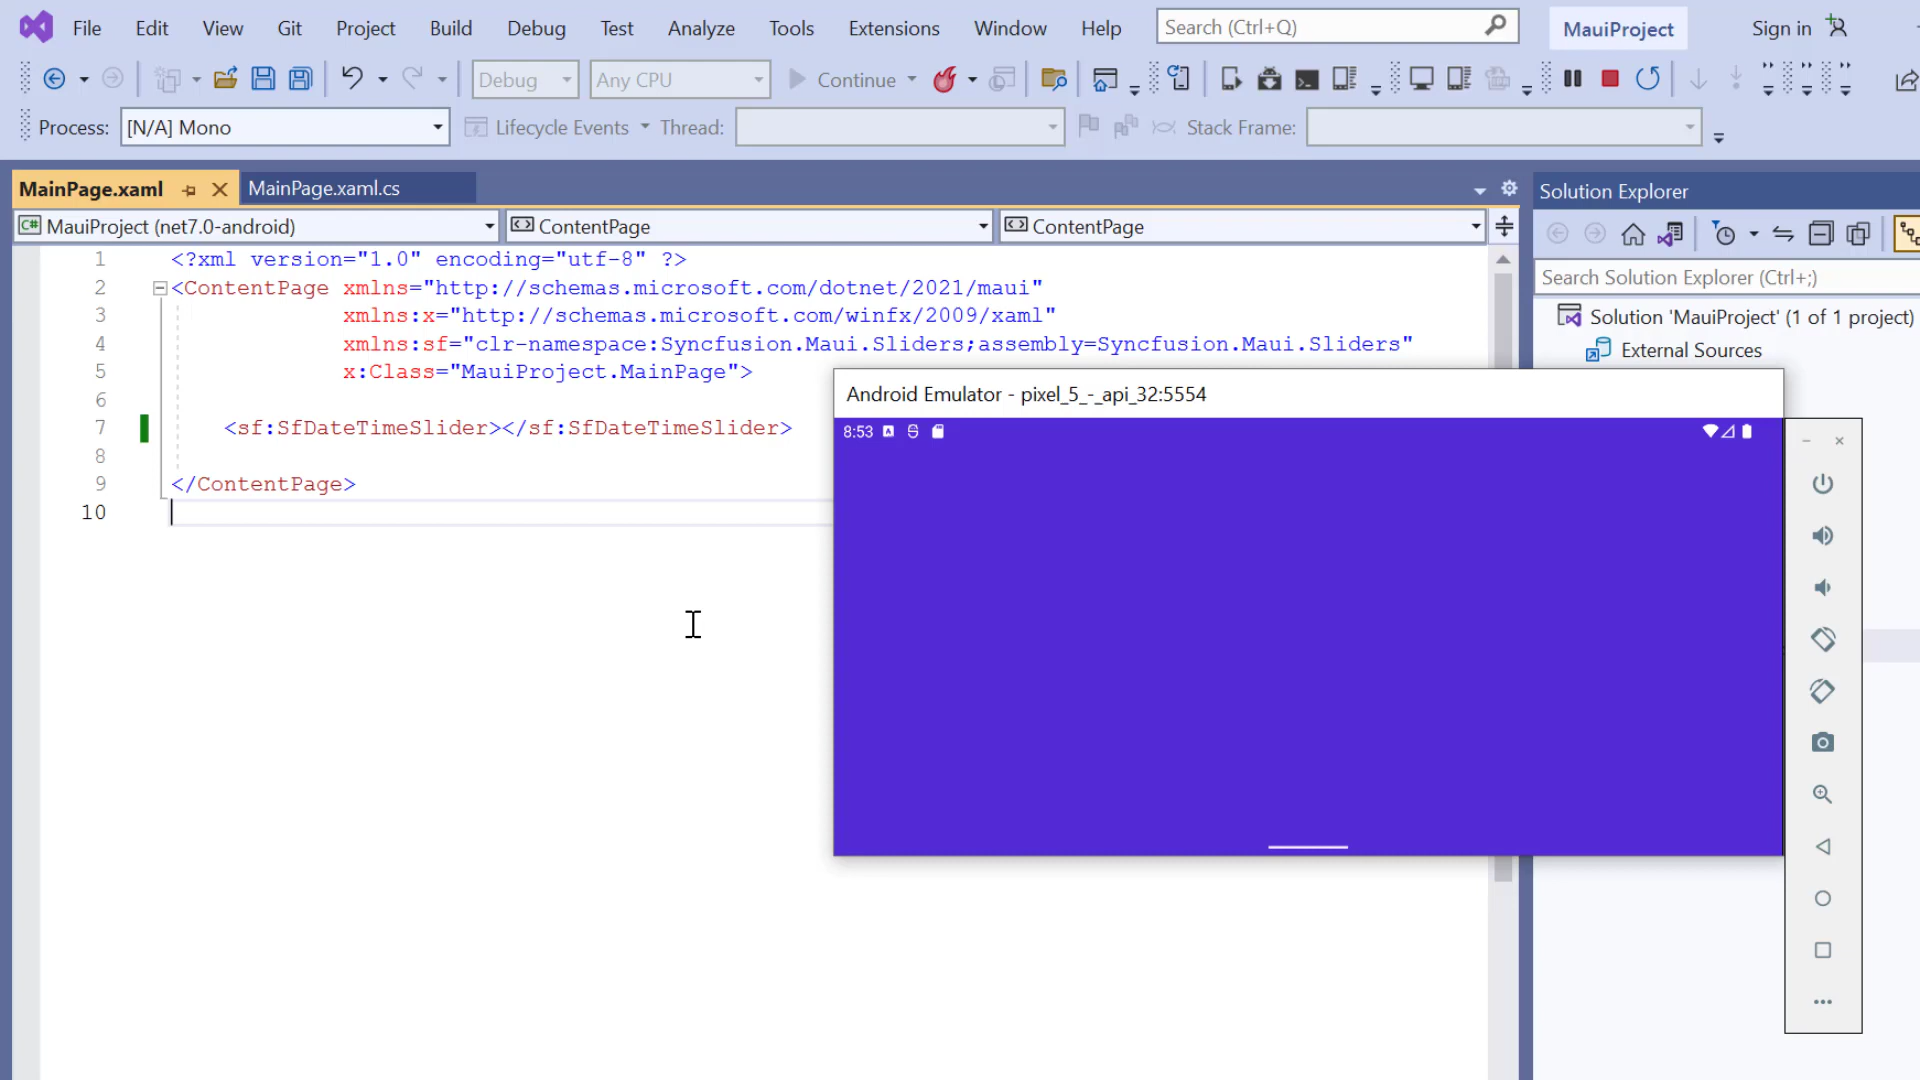 File Edit View Git Project Build Debug Test Analyze Tools Extensions Window Help Search (Ctrl+Q) MauiProject Sign in
Debug Any CPU Continue
Process: [N/A] Mono Lifecycle Events Thread: Stack Frame:
MainPage.xaml MainPage.xaml.cs
MauiProject (net7.0-android) ContentPage ContentPage
1 <?xml version="1.0" encoding="utf-8" ?>
2 <ContentPage xmlns="http://schemas.microsoft.com/dotnet/2021/maui"
3 xmlns:x="http://schemas.microsoft.com/winfx/2009/xaml"
4 xmlns:sf="clr-namespace:Syncfusion.Maui.Sliders;assembly=Syncfusion.Maui.Sliders"
5 x:Class="MauiProject.MainPage">
6
7 <sf:SfDateTimeSlider></sf:SfDateTimeSlider>
8
9 </ContentPage>
10
Solution Explorer
Search Solution Explorer (Ctrl+;)
Solution 'MauiProject' (1 of 1 project)
External Sources
Android Emulator - pixel_5_-_api_32:5554
8:53